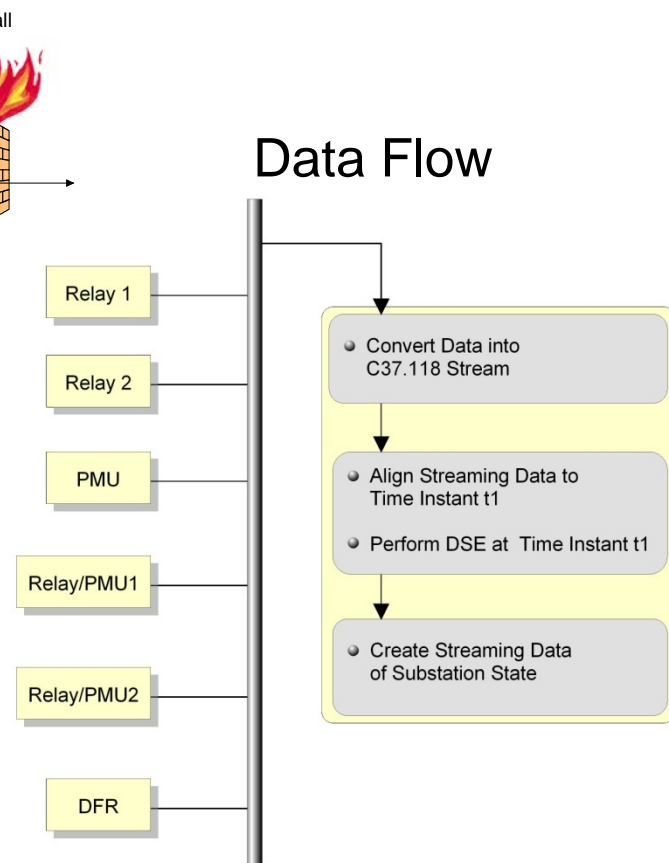 all
Data Flow
Relay 1
Relay 2
PMU
Relay/PMU1
Relay/PMU2
DFR
Convert Data into
C37.118 Stream
Align Streaming Data to
Time Instant t1
Perform DSE at Time Instant t1
Create Streaming Data
of Substation State